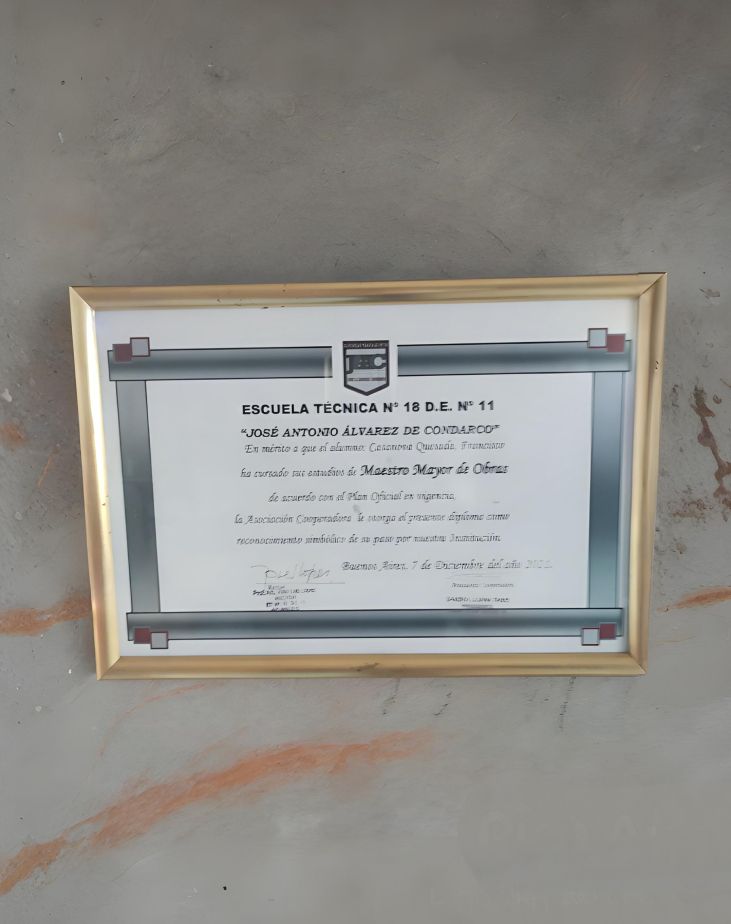 ESCUELA TÉCNICA Nº 18 D.E. Nº 11
"JOSÉ ANTONIO ÁLVAREZ DE CONDARCO"
En mérito a que el alumno: Casanova Quesada, Francisco
ha cursado sus estudios de Maestro Mayor de Obras
de acuerdo con el Plan Oficial en vigencia,
la Asociación Cooperadora le otorga el presente diploma como
reconocimiento simbólico de su paso por nuestra Institución.
Buenos Aires, 7 de Diciembre del año